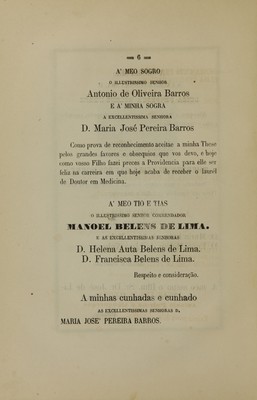 6
A' MEO SOGRO
O ILLUSTRISSIMO SENHOR
Antonio de Oliveira Barros
E A' MINHA SOGRA
A EXCELLENTISSIMA SENHORA
D. Maria José Pereira Barros
Como prova de reconhecimento aceitae a minha These
pelos grandes favores e obsequios que vos devo, e hoje
como vosso Filho fazei preces a Providencia para elle ser
feliz na carreira em que hoje acaba de receber o laurel
de Doutor em Medicina.
A' MEO TIO E TIAS
O ILLUSTRISSIMO SENHOR COMMENDADOR
MANOEL BELENS DE LIMA.
E AS EXCELLENTISSIMAS SENHORAS
D. Helena Auta Belens de Lima.
D. Francisca Belens de Lima.
Respeito e consideração.
A minhas cunhadas e cunhado
AS EXCELLENTISSIMAS SENHORAS D.
MARIA JOSE' PEREIRA BARROS.